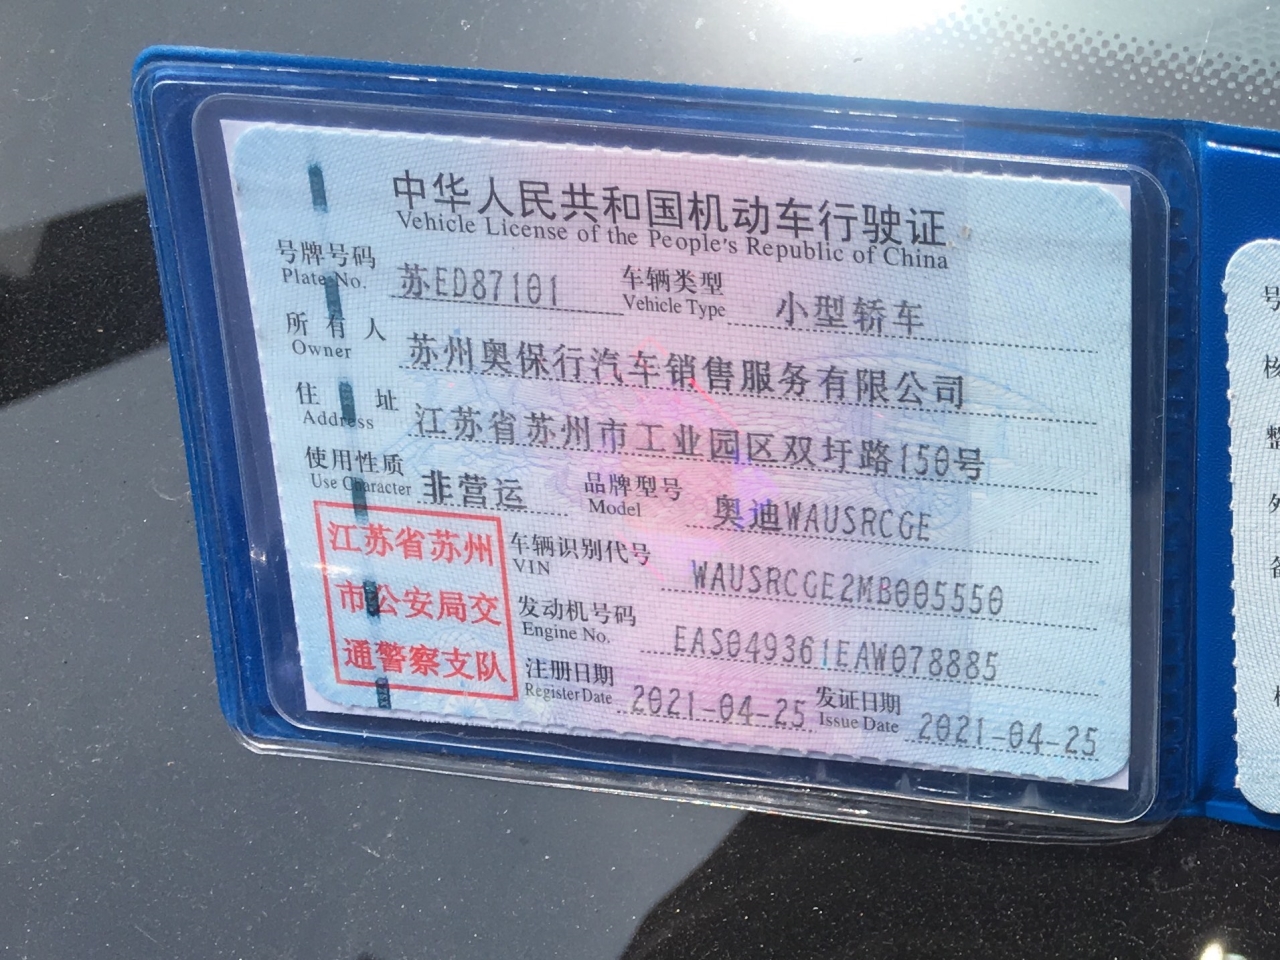 中华人民共和国机动车行驶证
Vehicle License of the People's Republic of China
号牌号码 苏ED87101 车辆类型 小型轿车
Plate No. Vehicle Type
所有人 苏州奥保行汽车销售服务有限公司
Owner
住址 江苏省苏州市工业园区双圩路150号
Address
使用性质 非营运 品牌型号 奥迪WAUSRCGE
Use Character Model
江苏省苏州
市公安局交
通警察支队
车辆识别代号 WAUSRCGE2MB005550
VIN
发动机号码 EAS049361EAW078885
Engine No.
注册日期 2021-04-25 发证日期 2021-04-25
Register Date Issue Date
号
核
整
外
备
检